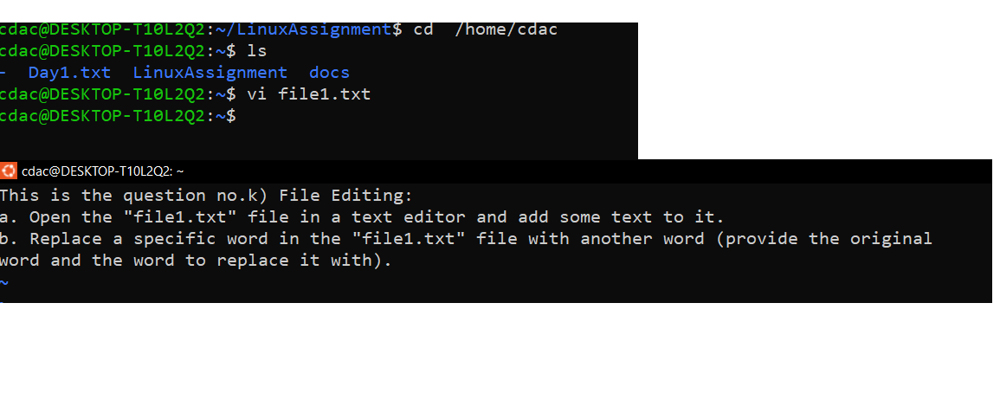 cdac@DESKTOP-T10L2Q2:~/LinuxAssignment$ cd  /home/cdac
cdac@DESKTOP-T10L2Q2:~$ ls
-  Day1.txt  LinuxAssignment  docs
cdac@DESKTOP-T10L2Q2:~$ vi file1.txt
cdac@DESKTOP-T10L2Q2:~$
cdac@DESKTOP-T10L2Q2: ~
This is the question no.k) File Editing:
a. Open the "file1.txt" file in a text editor and add some text to it.
b. Replace a specific word in the "file1.txt" file with another word (provide the original
word and the word to replace it with).
~